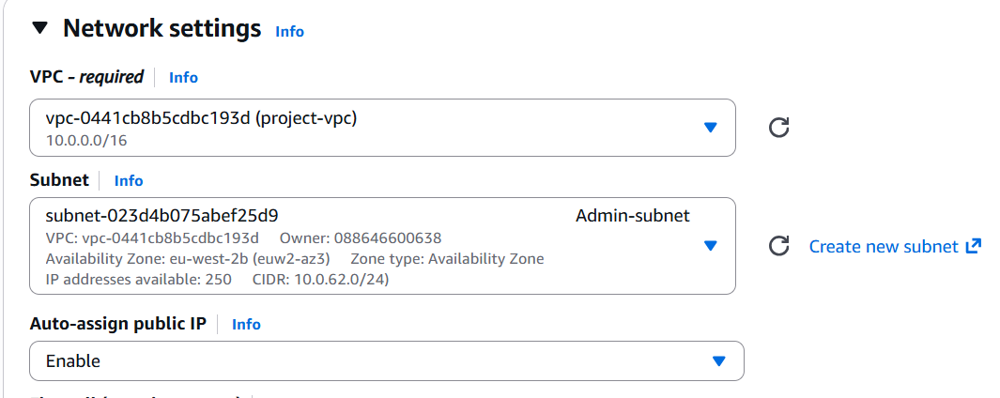 Network settings Info
VPC – required Info
vpc-0441cb8b5cdbc193d (project-vpc)
10.0.0.0/16
Subnet Info
subnet-023d4b075abef25d9 Admin-subnet
VPC: vpc-0441cb8b5cdbc193d Owner: 088646600638
Availability Zone: eu-west-2b (euw2-az3) Zone type: Availability Zone
IP addresses available: 250 CIDR: 10.0.62.0/24)
Create new subnet
Auto-assign public IP Info
Enable